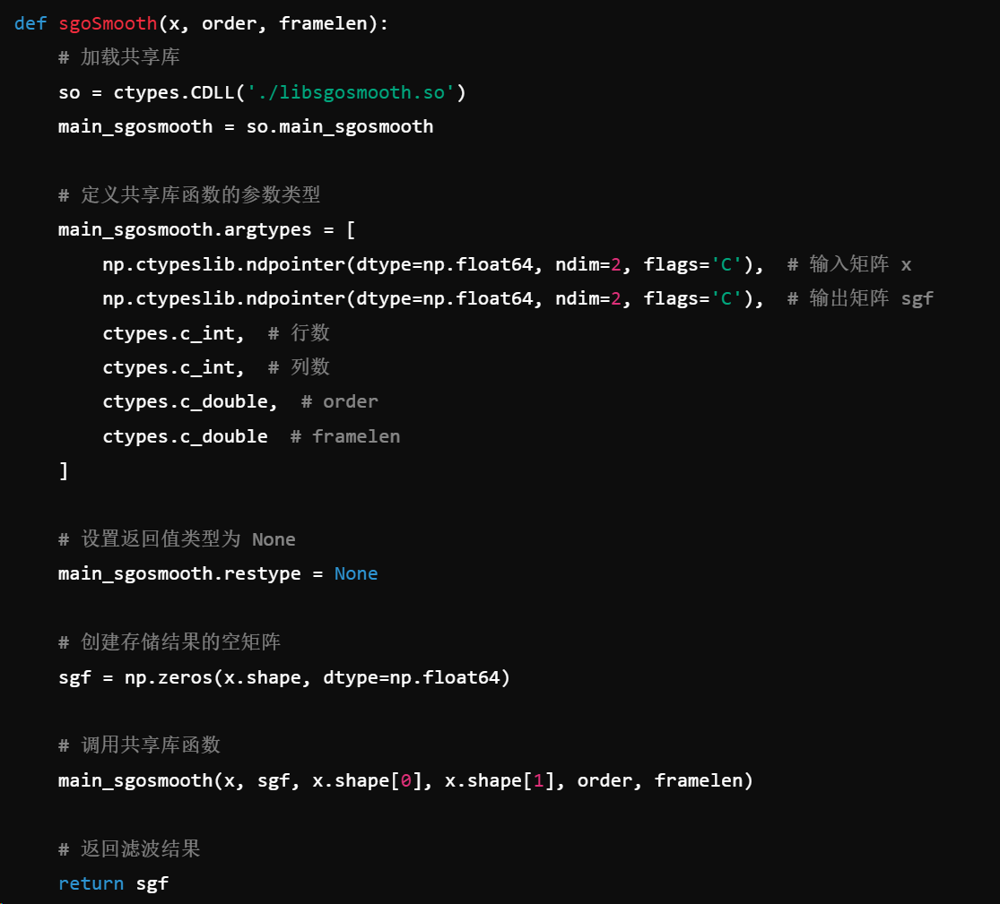 def sgoSmooth(x, order, framelen):
    # 加载共享库
    so = ctypes.CDLL('./libsgosmooth.so')
    main_sgosmooth = so.main_sgosmooth
    # 定义共享库函数的参数类型
    main_sgosmooth.argtypes = [
        np.ctypeslib.ndpointer(dtype=np.float64, ndim=2, flags='C'),  # 输入矩阵 x
        np.ctypeslib.ndpointer(dtype=np.float64, ndim=2, flags='C'),  # 输出矩阵 sgf
        ctypes.c_int,  # 行数
        ctypes.c_int,  # 列数
        ctypes.c_double,  # order
        ctypes.c_double  # framelen
    ]
    # 设置返回值类型为 None
    main_sgosmooth.restype = None
    # 创建存储结果的空矩阵
    sgf = np.zeros(x.shape, dtype=np.float64)
    # 调用共享库函数
    main_sgosmooth(x, sgf, x.shape[0], x.shape[1], order, framelen)
    # 返回滤波结果
    return sgf